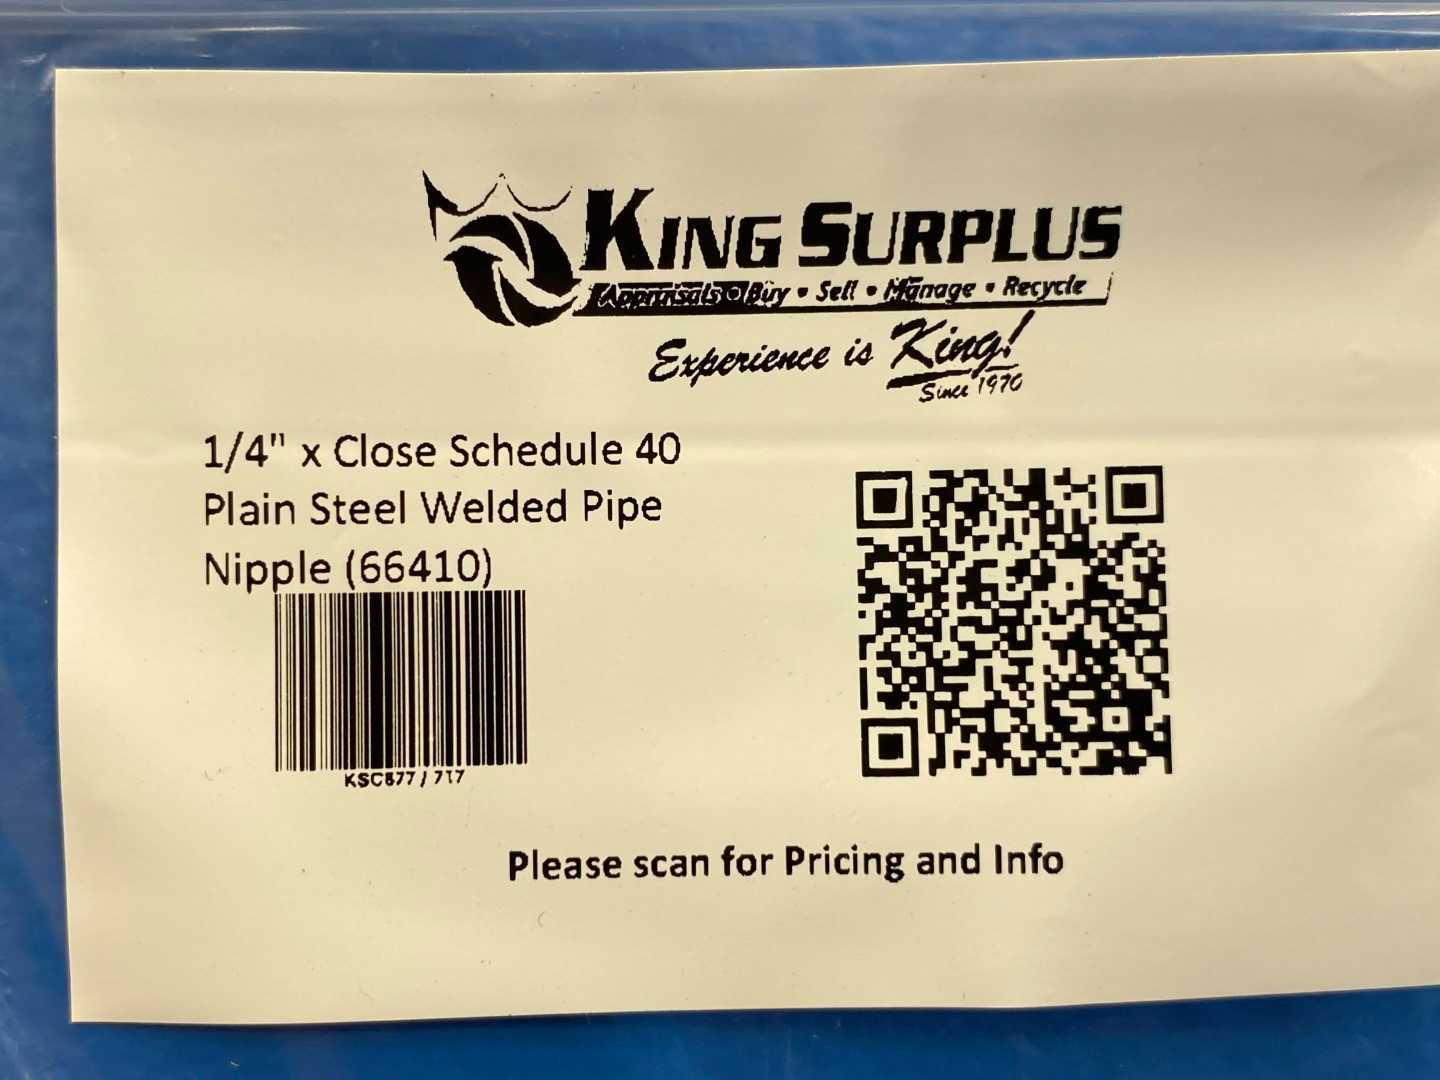 KING SURPLUS
Appraisals • Buy • Sell • Manage • Recycle
Experience is King!
Since 1970
1/4" x Close Schedule 40
Plain Steel Welded Pipe
Nipple (66410)
KSC877 / 717
Please scan for Pricing and Info